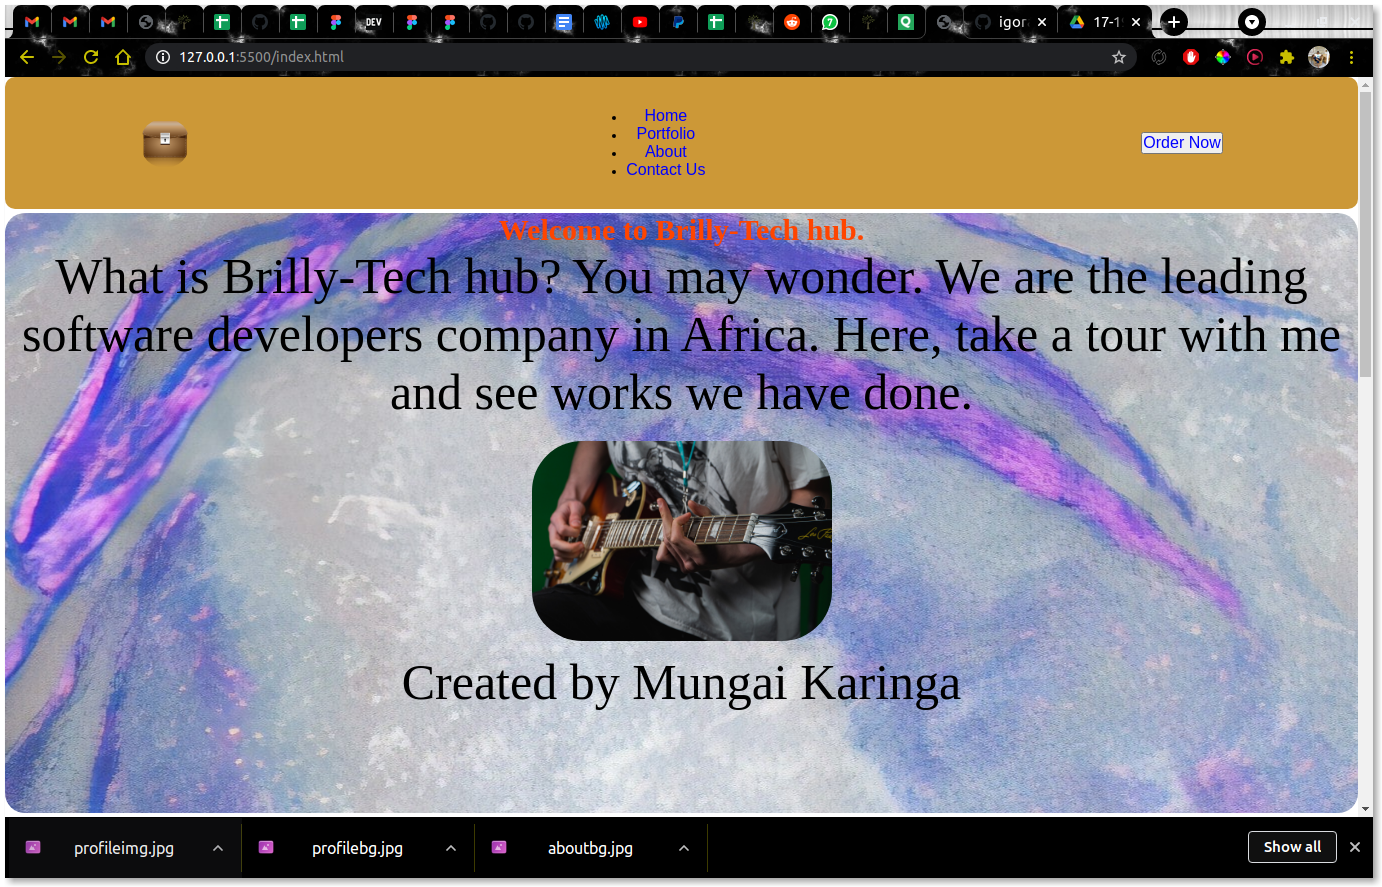 DEV
igor
17-1
127.0.0.1:5500/index.html
Home
Portfolio
About
Contact Us
Order Now
Welcome to Brilly-Tech hub.
What is Brilly-Tech hub? You may wonder. We are the leading
software developers company in Africa. Here, take a tour with me
and see works we have done.
Created by Mungai Karinga
profileimg.jpg
profilebg.jpg
aboutbg.jpg
Show all